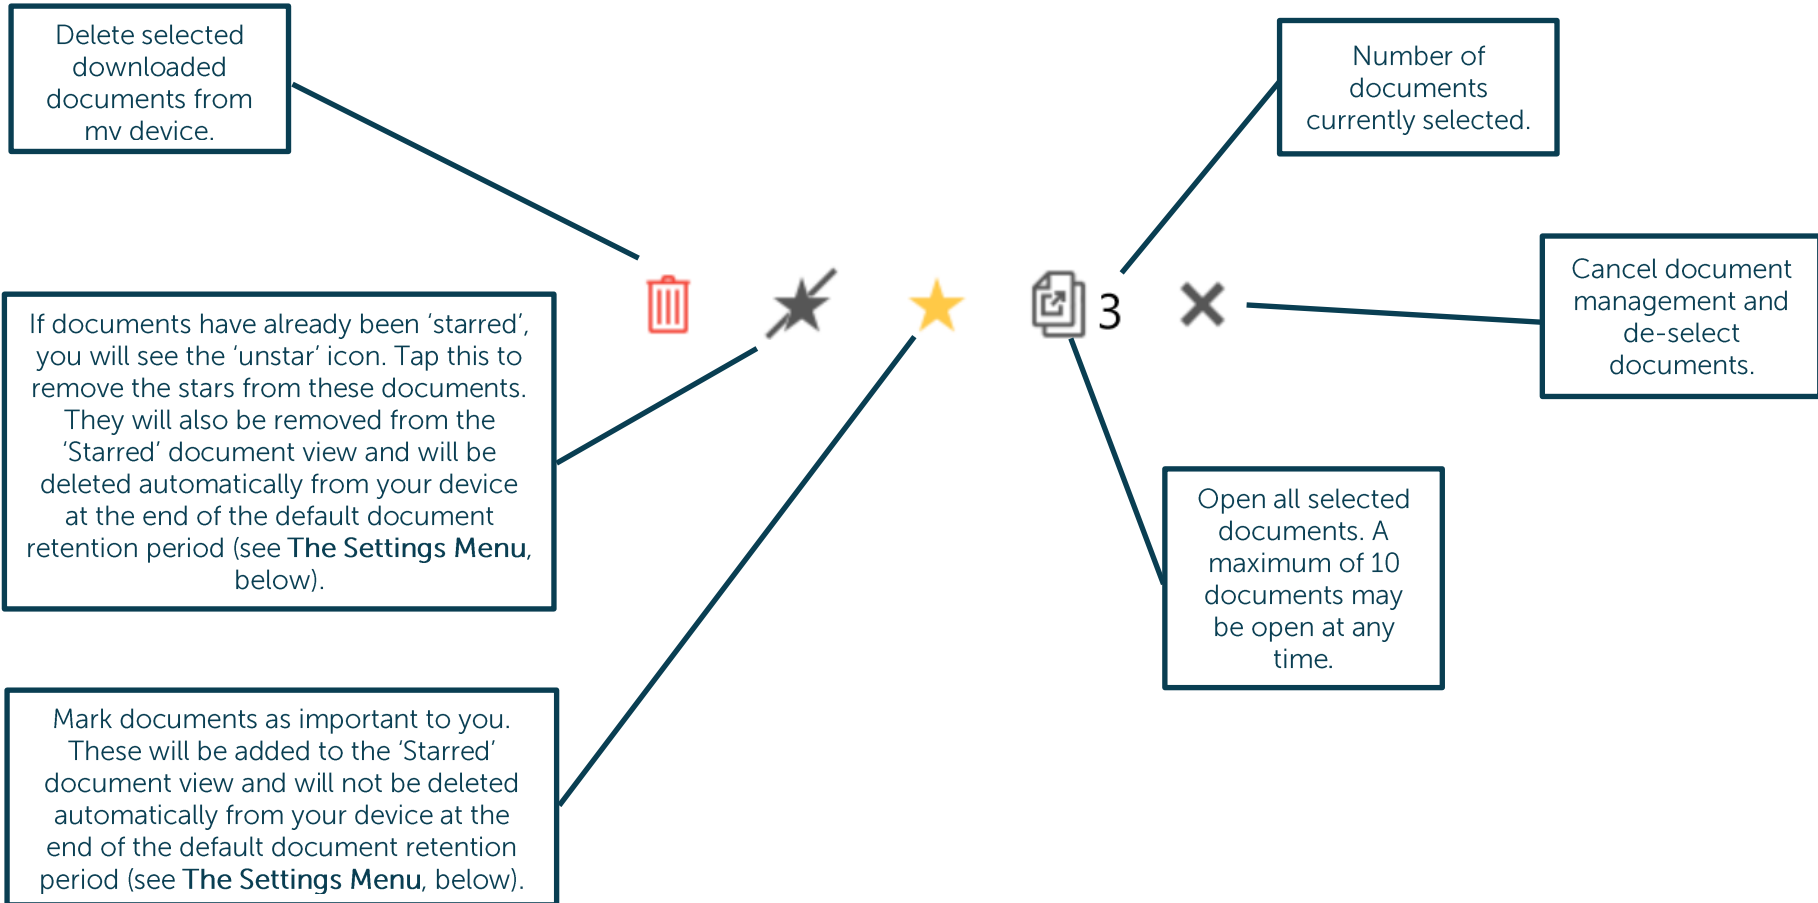 Delete selected
downloaded
documents from
my device.
Number of
documents
currently selected.
Cancel document
management and
de-select
documents.
If documents have already been ‘starred’,
you will see the ‘unstar’ icon. Tap this to
remove the stars from these documents.
They will also be removed from the
‘Starred’ document view and will be
deleted automatically from your device
at the end of the default document
retention period (see The Settings Menu,
below).
3
Open all selected
documents. A
maximum of 10
documents may
be open at any
time.
Mark documents as important to you.
These will be added to the ‘Starred’
document view and will not be deleted
automatically from your device at the
end of the default document retention
period (see The Settings Menu, below).